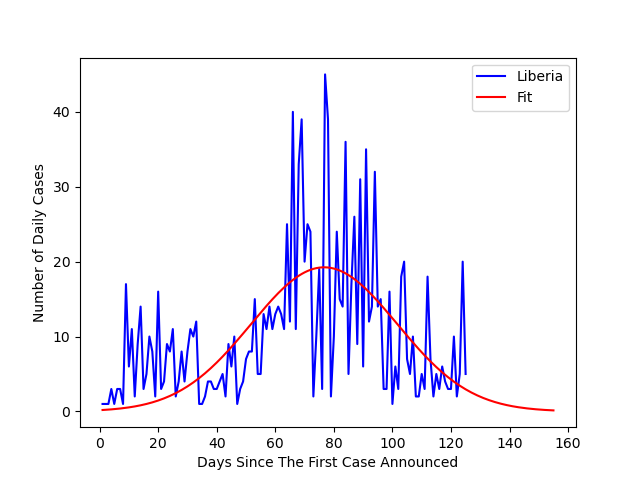 Liberia
Fit
Number of Daily Cases
40
30
20
10
0
0 20 40 60 80 100 120 140 160
Days Since The First Case Announced